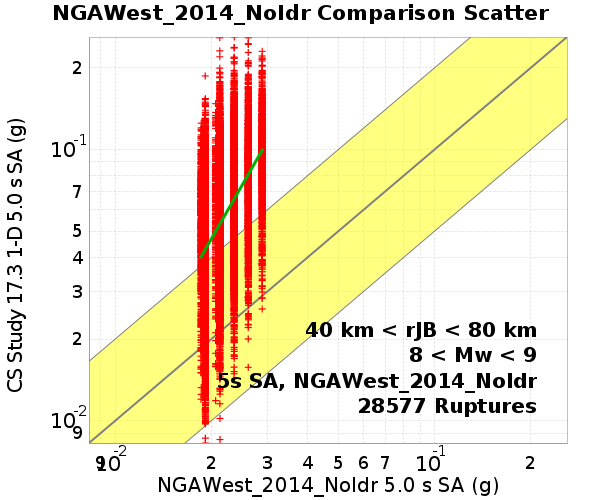 NGAWest_2014_NoIdr Comparison Scatter
CS Study 17.3 1-D 5.0 s SA (g)
2
10⁻¹
7
5
4
3
2
10⁻²
9
40 km < rJB < 80 km
8 < Mw < 9
5s SA, NGAWest_2014_NoIdr
28577 Ruptures
9 10⁻² 2 3 4 5 6 7 10⁻¹ 2
NGAWest_2014_NoIdr 5.0 s SA (g)